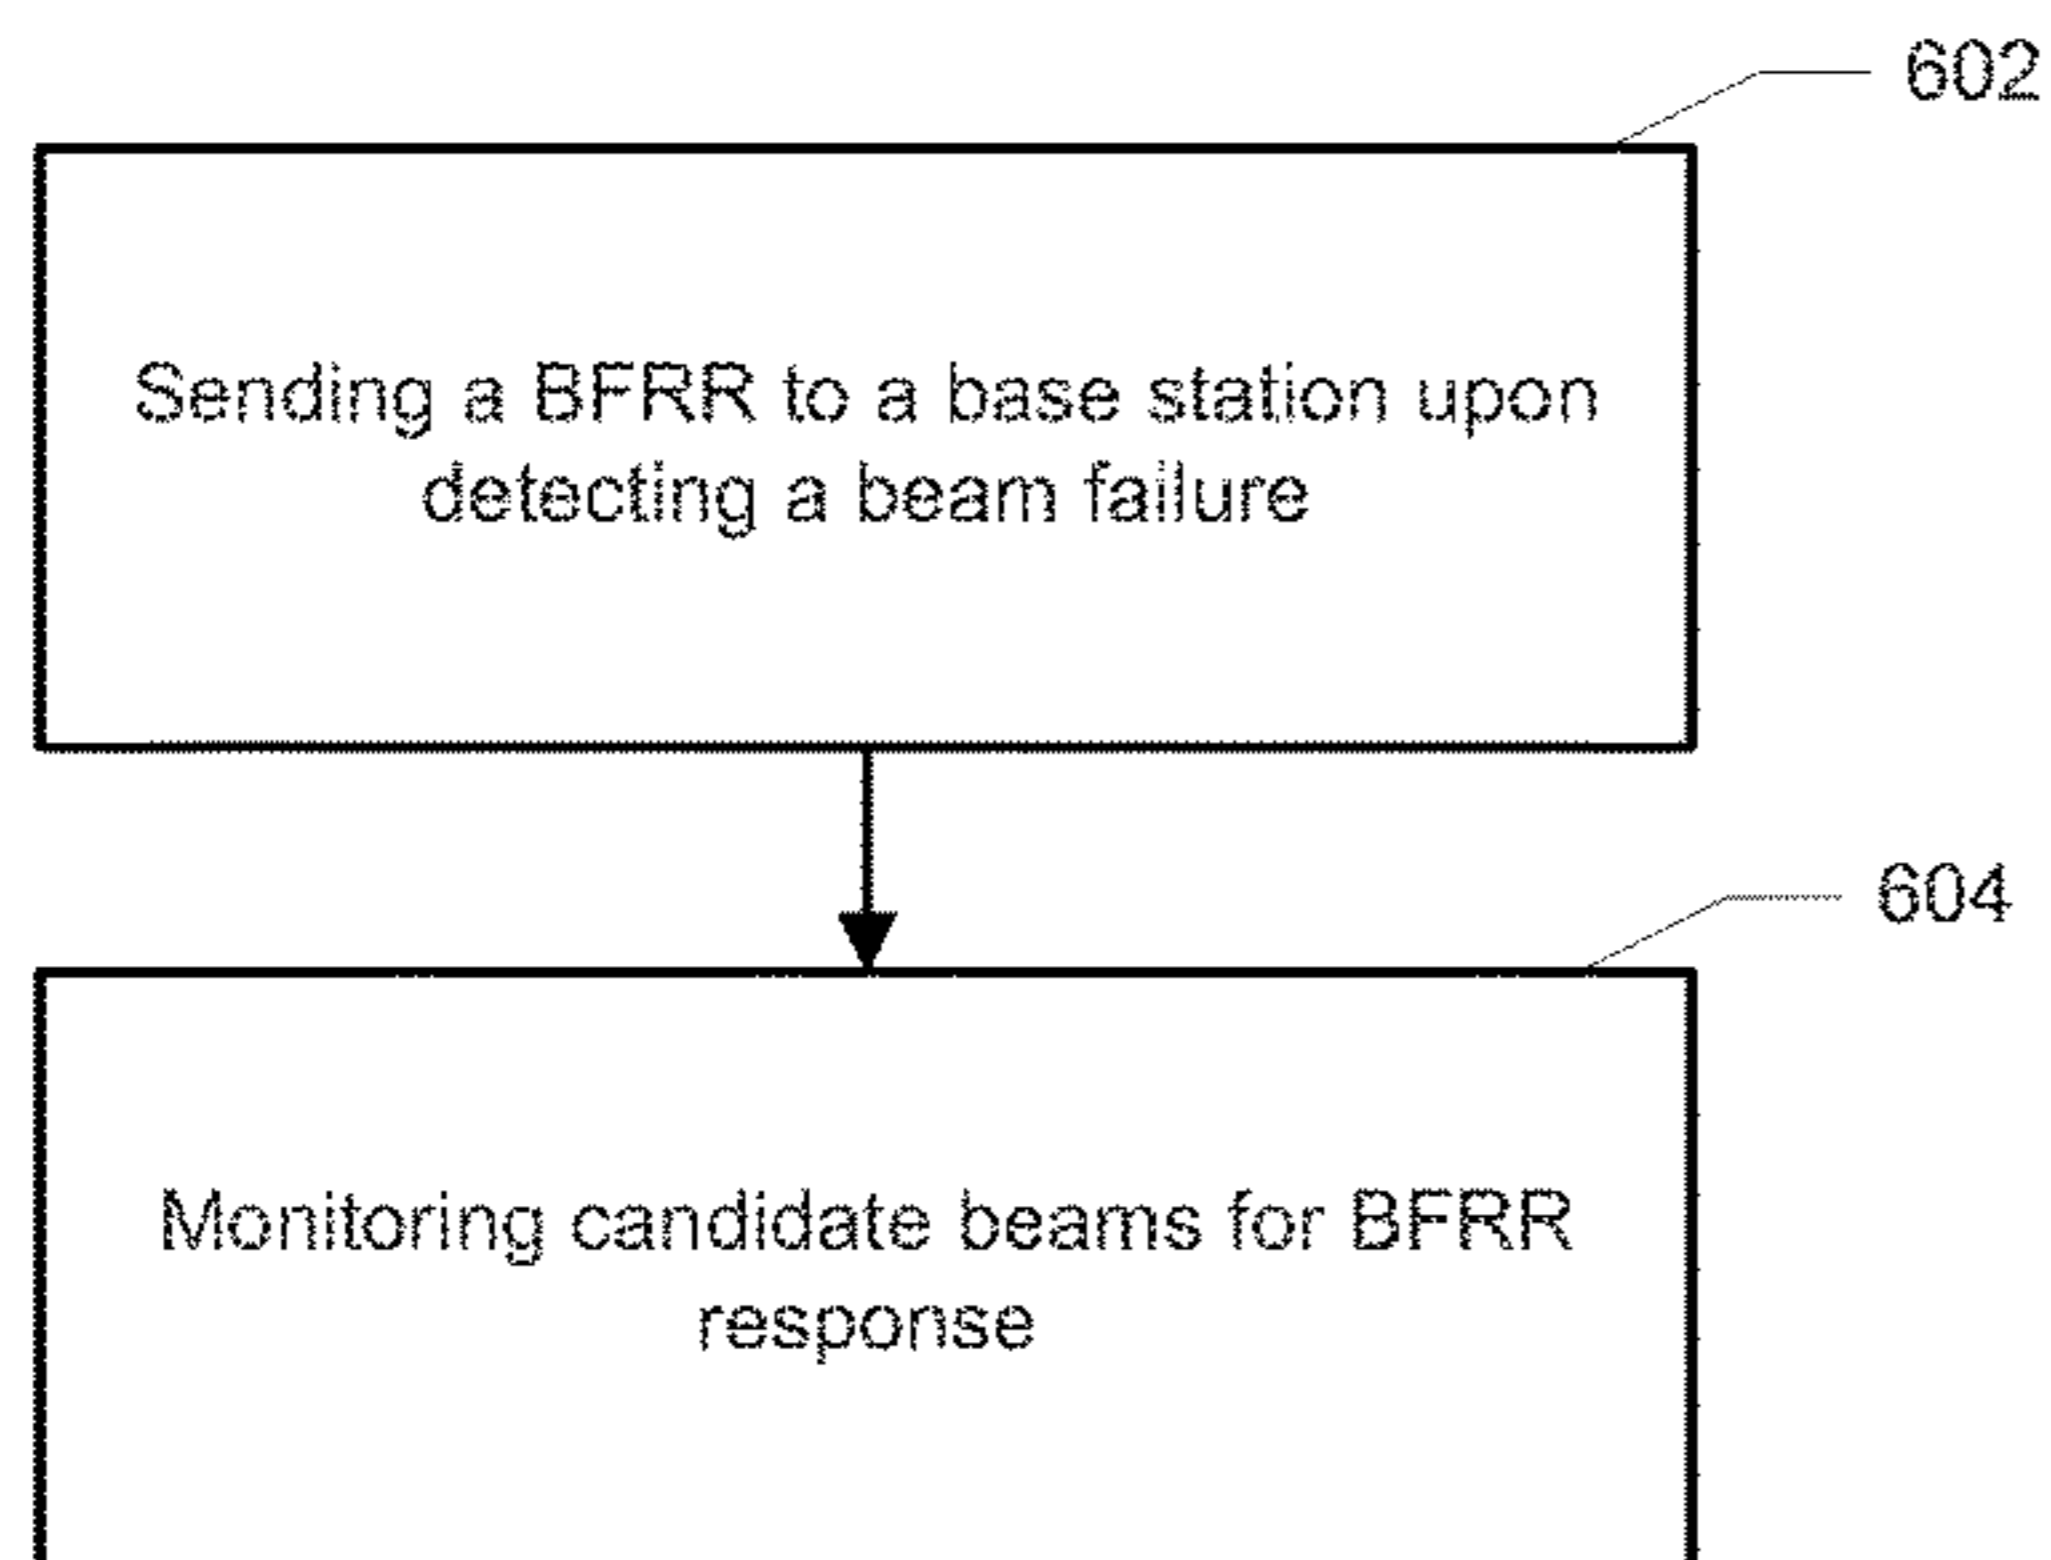 602
Sending a BFRR to a base station upon
detecting a beam failure
604
Monitoring candidate beams for BFRR
response